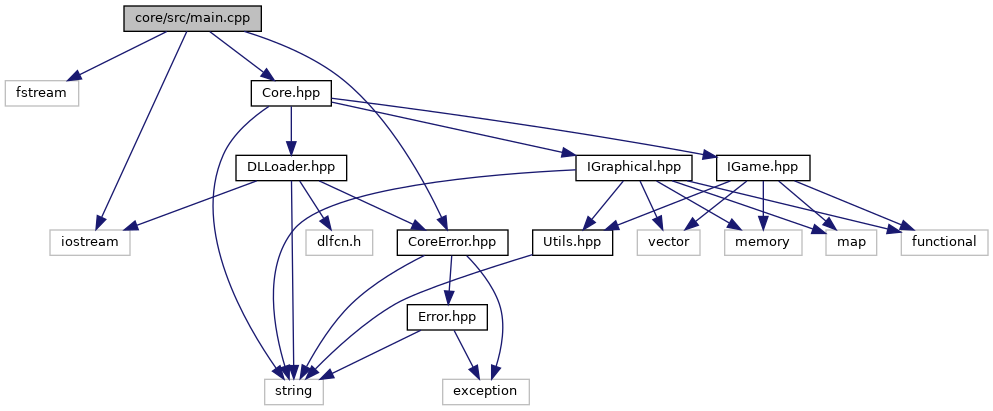 core/src/main.cpp
fstream
Core.hpp
DLLoader.hpp
IGraphical.hpp
IGame.hpp
iostream
dlfcn.h
CoreError.hpp
Utils.hpp
vector
memory
map
functional
Error.hpp
string
exception